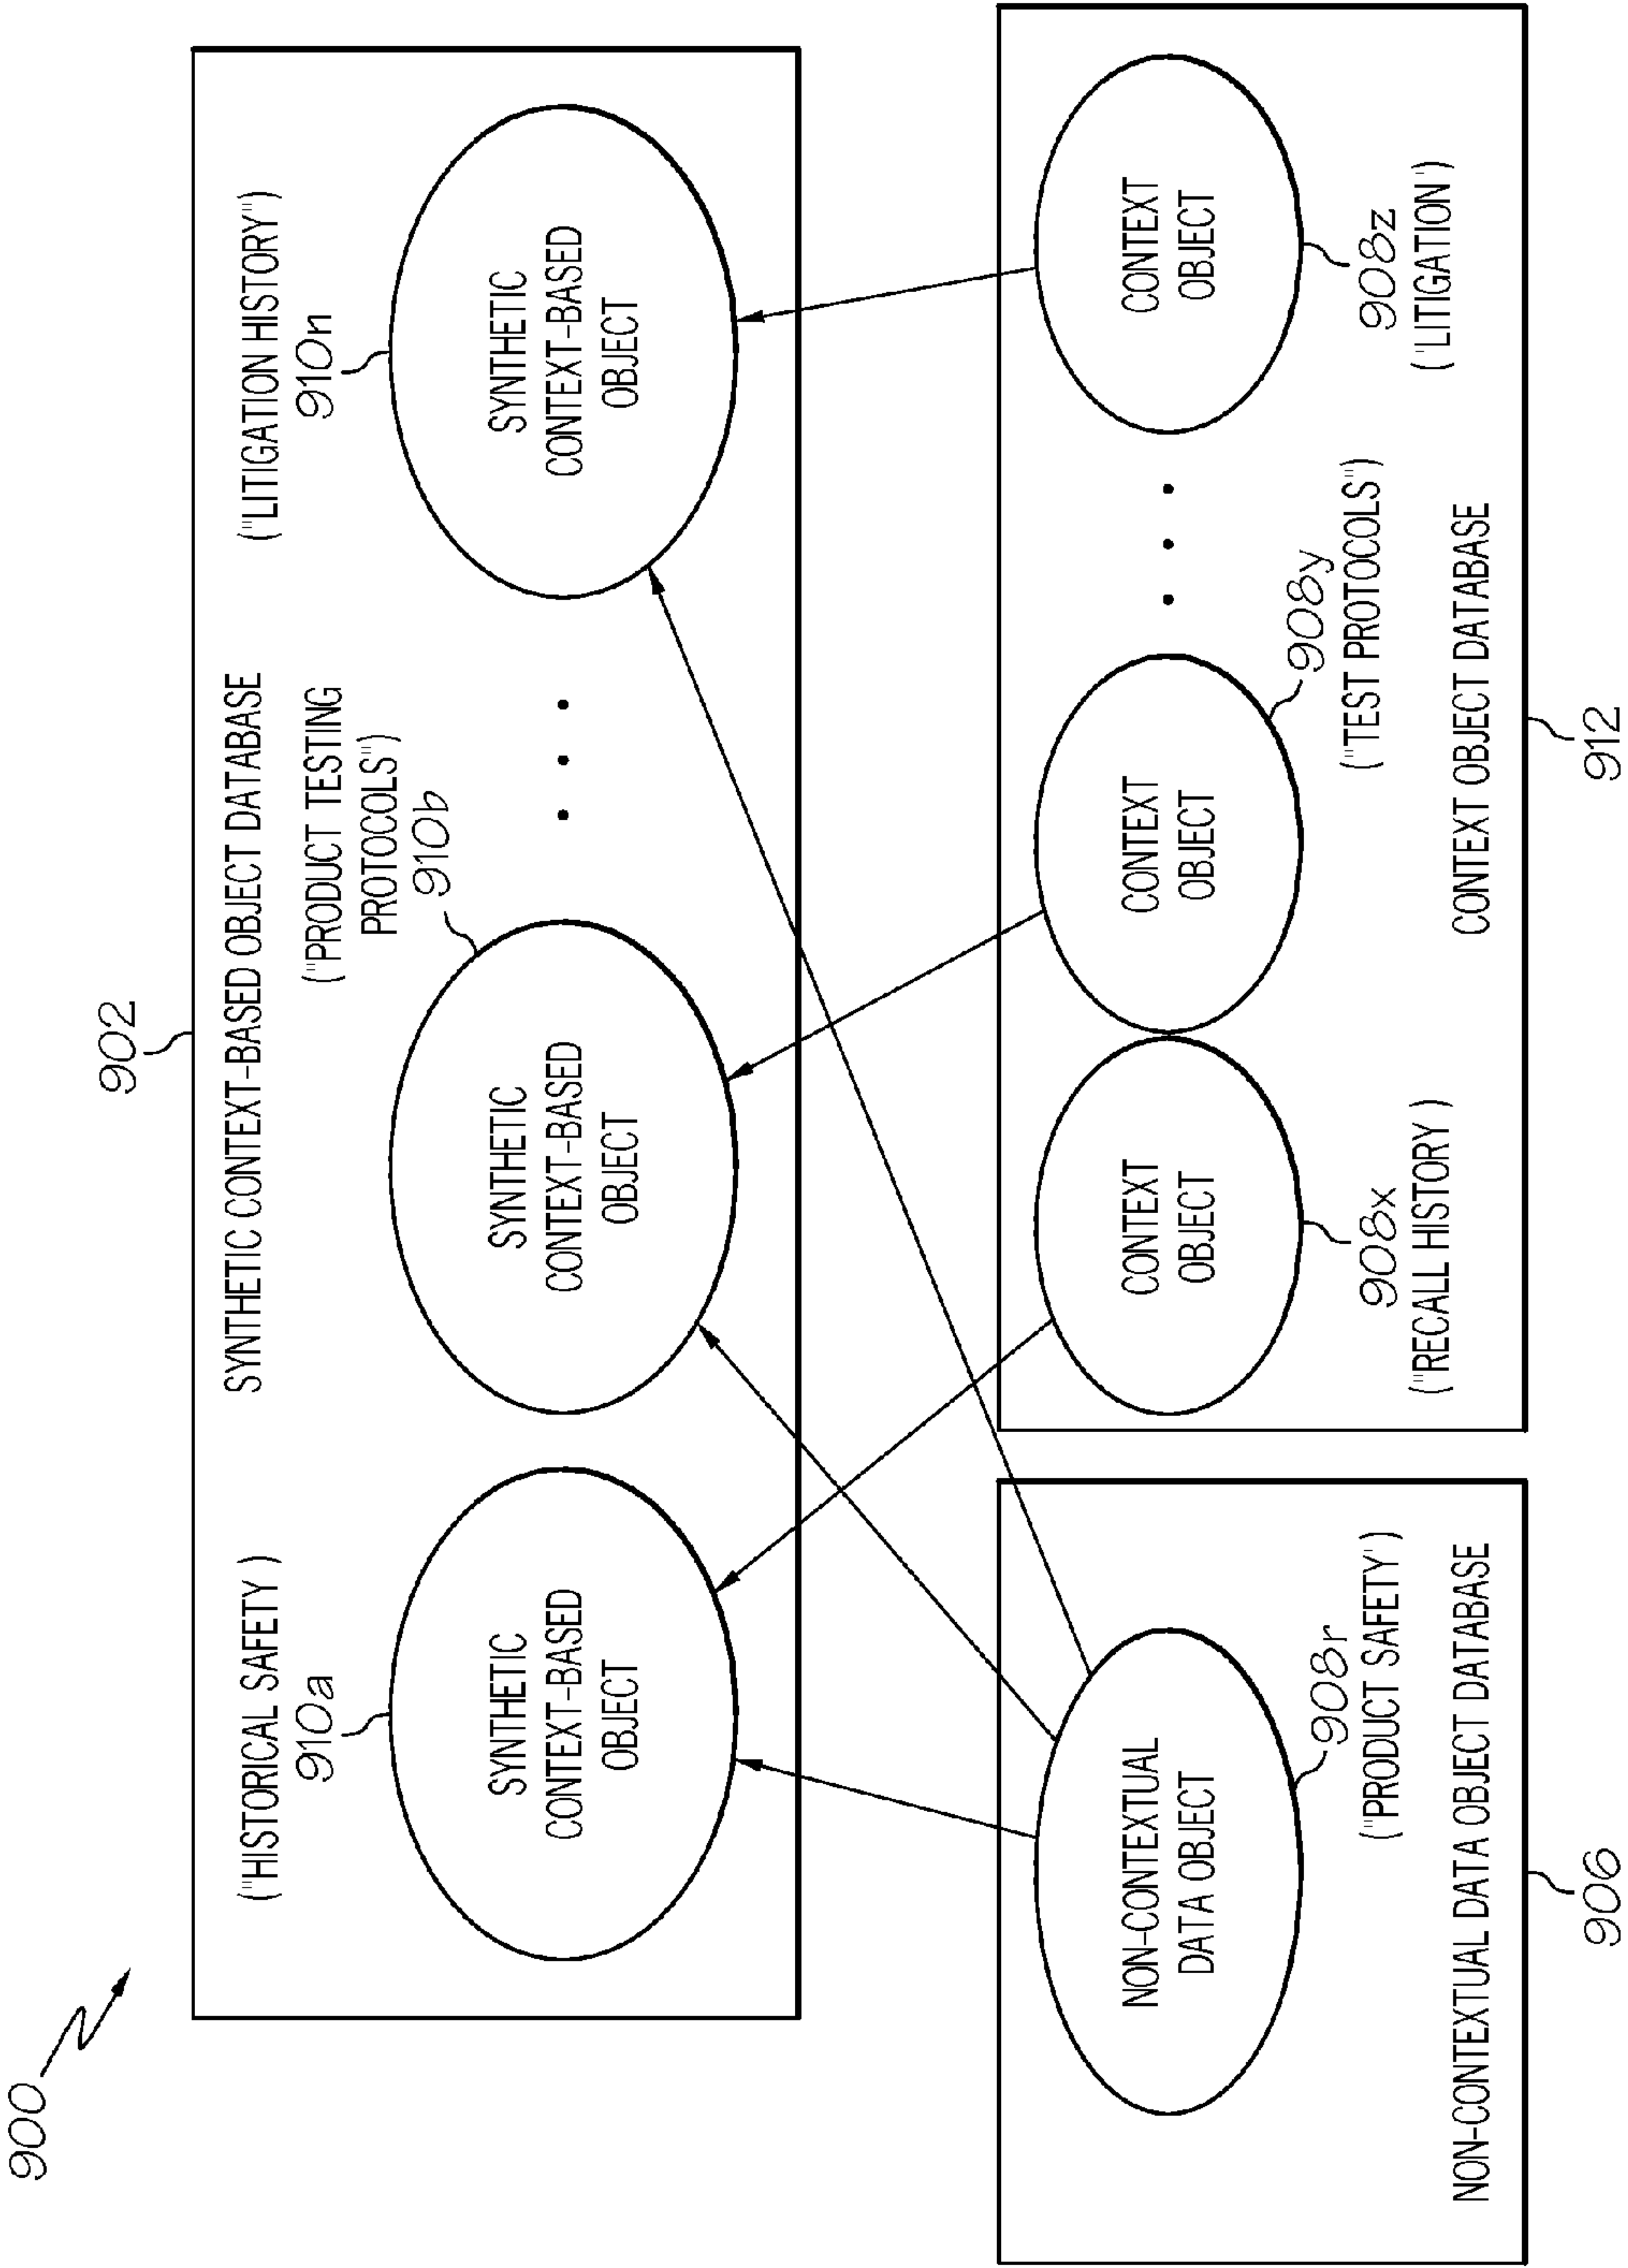 900
902
SYNTHETIC CONTEXT-BASED OBJECT DATABASE
("HISTORICAL SAFETY )
910a
SYNTHETIC
CONTEXT-BASED
OBJECT
("PRODUCT TESTING
PROTOCOLS")
910b
SYNTHETIC
CONTEXT-BASED
OBJECT
• • •
("LITIGATION HISTORY")
910n
SYNTHETIC
CONTEXT-BASED
OBJECT
NON-CONTEXTUAL
DATA OBJECT
908r
("PRODUCT SAFETY')
NON-CONTEXTUAL DATA OBJECT DATABASE
906
CONTEXT
OBJECT
908x
("RECALL HISTORY )
CONTEXT
OBJECT
908y
("TEST PROTOCOLS")
• • •
CONTEXT
OBJECT
908z
('LITIGATION')
CONTEXT OBJECT DATABASE
912